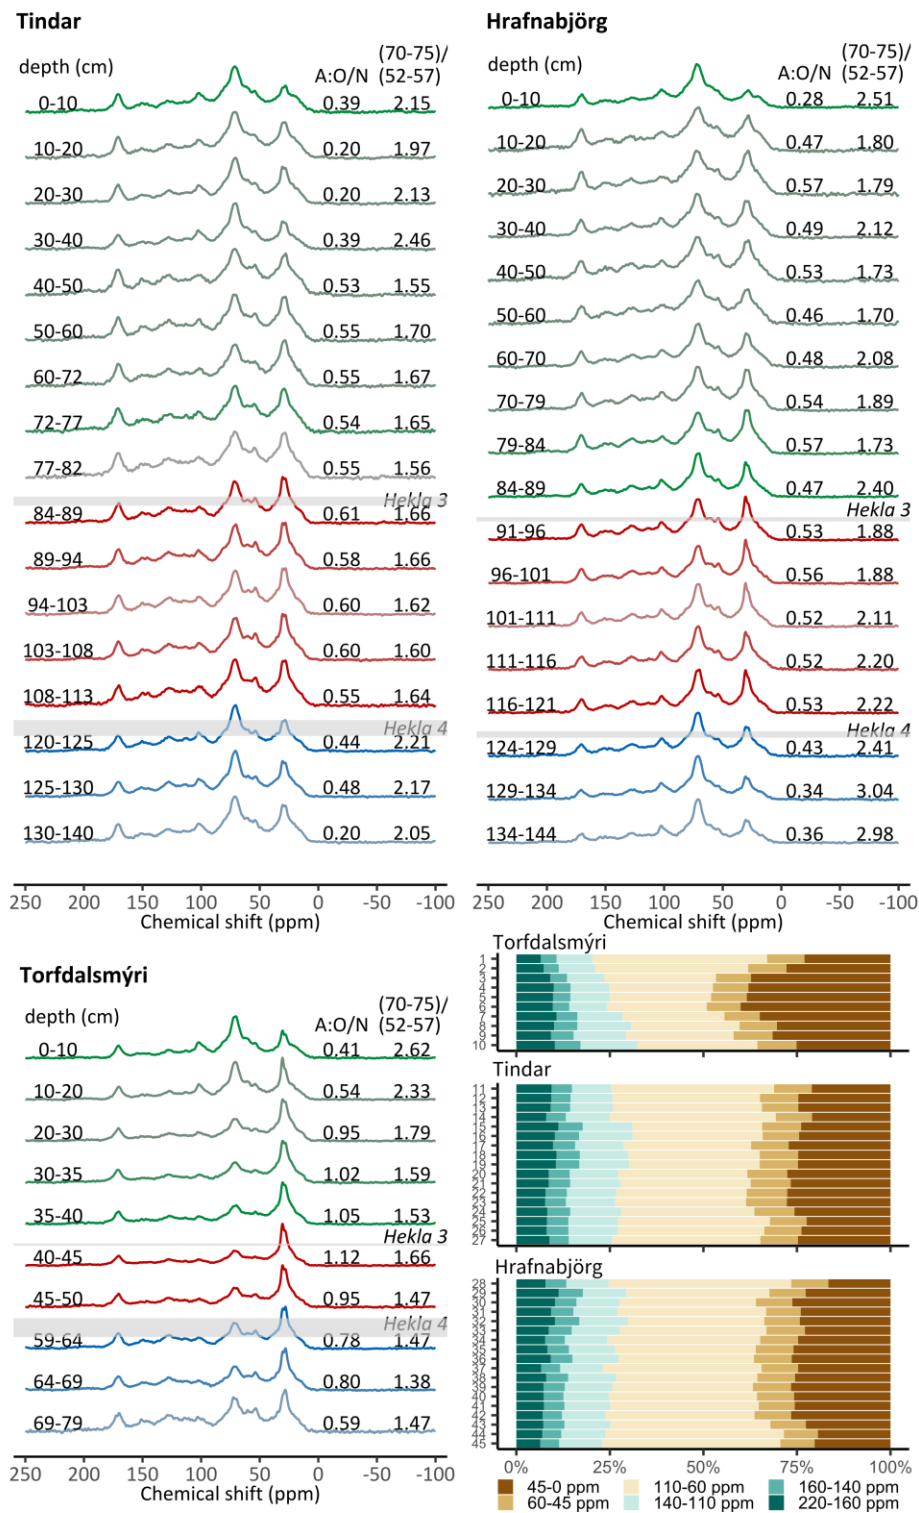 Tindar
depth (cm) A:O/N (70-75)/(52-57)
0-10 0.39 2.15
10-20 0.20 1.97
20-30 0.20 2.13
30-40 0.39 2.46
40-50 0.53 1.55
50-60 0.55 1.70
60-72 0.55 1.67
72-77 0.54 1.65
77-82 0.55 1.56
Hekla 3
84-89 0.61 1.66
89-94 0.58 1.66
94-103 0.60 1.62
103-108 0.60 1.60
108-113 0.55 1.64
Hekla 4
120-125 0.44 2.21
125-130 0.48 2.17
130-140 0.20 2.05
250 200 150 100 50 0 -50 -100
Chemical shift (ppm)
Hrafnabjörg
depth (cm) A:O/N (70-75)/(52-57)
0-10 0.28 2.51
10-20 0.47 1.80
20-30 0.57 1.79
30-40 0.49 2.12
40-50 0.53 1.73
50-60 0.46 1.70
60-70 0.48 2.08
70-79 0.54 1.89
79-84 0.57 1.73
84-89 0.47 2.40
Hekla 3
91-96 0.53 1.88
96-101 0.56 1.88
101-111 0.52 2.11
111-116 0.52 2.20
116-121 0.53 2.22
Hekla 4
124-129 0.43 2.41
129-134 0.34 3.04
134-144 0.36 2.98
250 200 150 100 50 0 -50 -100
Chemical shift (ppm)
Torfdalsmýri
depth (cm) A:O/N (70-75)/(52-57)
0-10 0.41 2.62
10-20 0.54 2.33
20-30 0.95 1.79
30-35 1.02 1.59
35-40 1.05 1.53
Hekla 3
40-45 1.12 1.66
45-50 0.95 1.47
Hekla 4
59-64 0.78 1.47
64-69 0.80 1.38
69-79 0.59 1.47
250 200 150 100 50 0 -50 -100
Chemical shift (ppm)
Torfdalsmýri
1
2
3
4
5
6
7
8
9
10
Tindar
11
12
13
14
15
16
17
18
19
20
21
22
23
24
25
26
27
Hrafnabjörg
28
29
30
31
32
33
34
35
36
37
38
39
40
41
42
43
44
45
0% 25% 50% 75% 100%
45-0 ppm 110-60 ppm 160-140 ppm
60-45 ppm 140-110 ppm 220-160 ppm